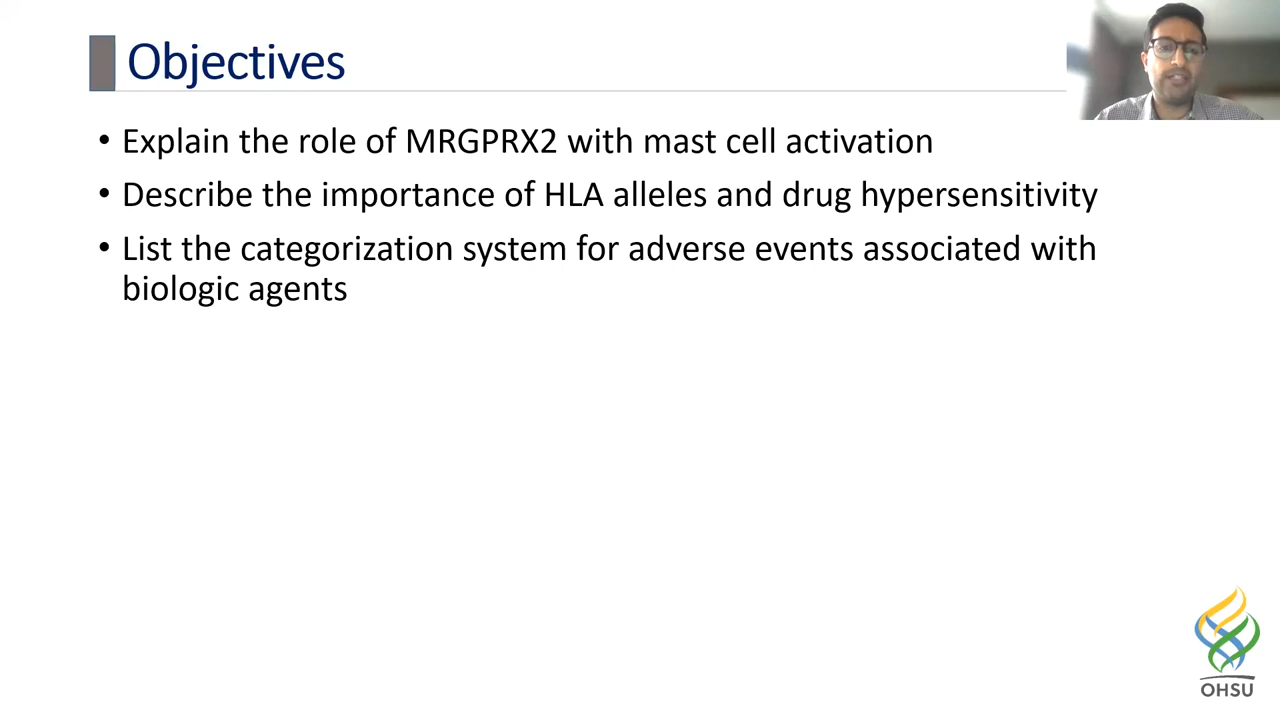 Objectives
• Explain the role of MRGPRX2 with mast cell activation
• Describe the importance of HLA alleles and drug hypersensitivity
• List the categorization system for adverse events associated with
biologic agents
OHSU